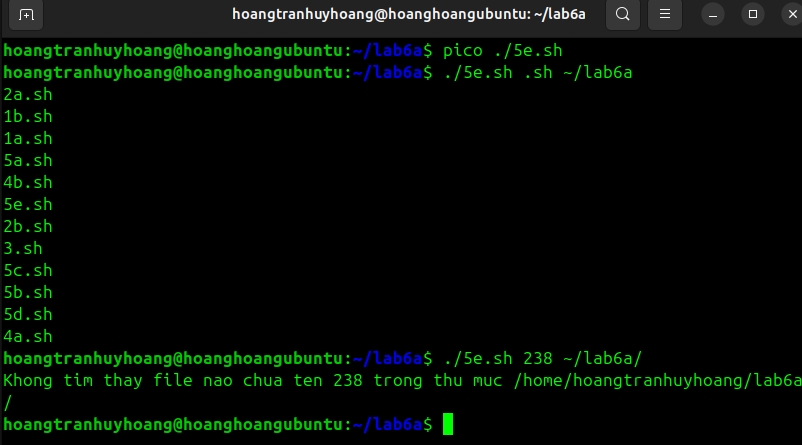 hoangtranhuyhoang@hoanghoangubuntu: ~/lab6a
hoangtranhuyhoang@hoanghoangubuntu:~/lab6a$ pico ./5e.sh
hoangtranhuyhoang@hoanghoangubuntu:~/lab6a$ ./5e.sh .sh ~/lab6a
2a.sh
1b.sh
1a.sh
5a.sh
4b.sh
5e.sh
2b.sh
3.sh
5c.sh
5b.sh
5d.sh
4a.sh
hoangtranhuyhoang@hoanghoangubuntu:~/lab6a$ ./5e.sh 238 ~/lab6a/
Khong tim thay file nao chua ten 238 trong thu muc /home/hoangtranhuyhoang/lab6a
/
hoangtranhuyhoang@hoanghoangubuntu:~/lab6a$